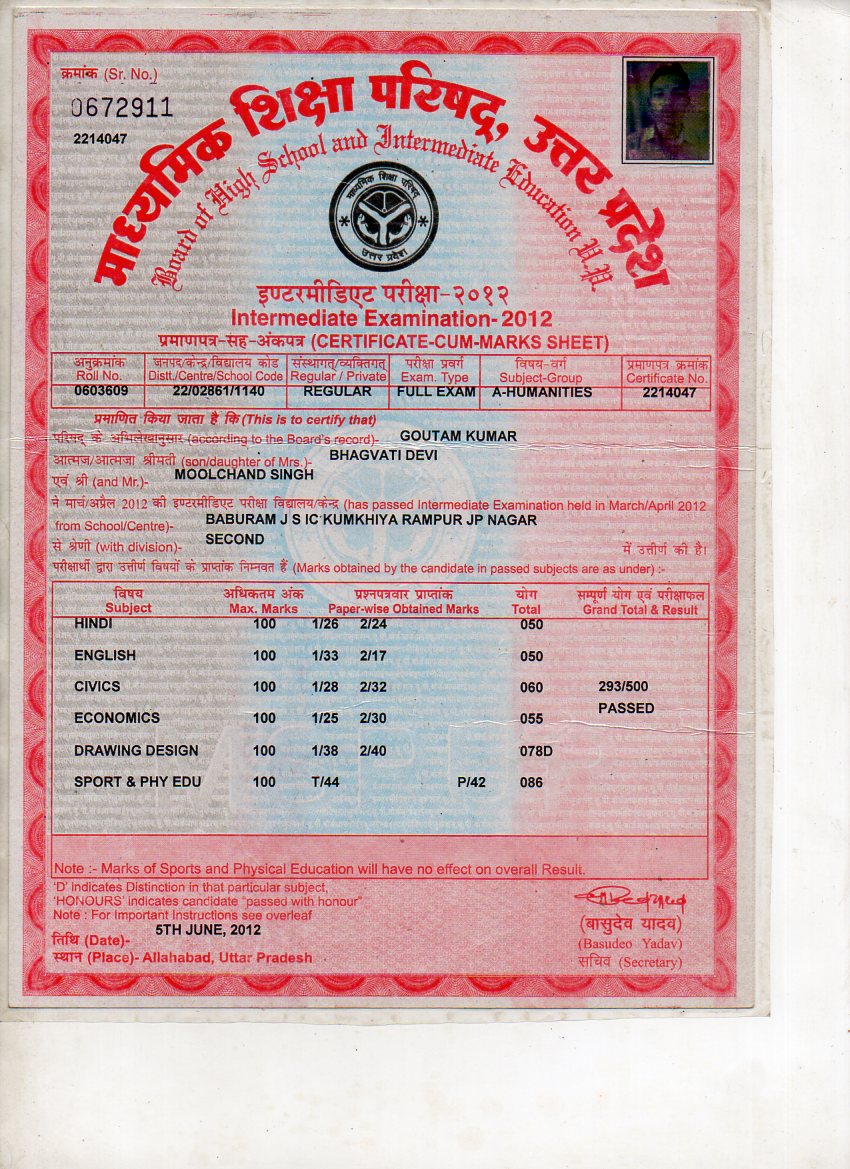 क्रमांक (Sr. No.)
0672911
2214047
माध्यमिक शिक्षा परिषद्, उत्तर प्रदेश
Board of High School and Intermediate Education U.P.
माध्यमिक शिक्षा परिषद
उत्तर प्रदेश
इण्टरमीडिएट परीक्षा-२०१२
Intermediate Examination- 2012
प्रमाणपत्र-सह-अंकपत्र (CERTIFICATE-CUM-MARKS SHEET)
अनुक्रमांक जनपद/केन्द्र/विद्यालय कोड संस्थागत/व्यक्तिगत् परीक्षा प्रवर्ग विषय-वर्ग प्रमाणपत्र क्रमांक
Roll No. Distt./Centre/School Code Regular / Private Exam. Type Subject-Group Certificate No.
0603609 22/02861/1140 REGULAR FULL EXAM A-HUMANITIES 2214047
प्रमाणित किया जाता है कि (This is to certify that)
परिषद् के अभिलेखानुसार (according to the Board's record)- GOUTAM KUMAR
आत्मज/आत्मजा श्रीमती (son/daughter of Mrs.)- BHAGVATI DEVI
एवं श्री (and Mr.)- MOOLCHAND SINGH
ने मार्च/अप्रैल 2012 की इण्टरमीडिएट परीक्षा विद्यालय/केन्द्र (has passed Intermediate Examination held in March/April 2012
from School/Centre)- BABURAM J S IC KUMKHIYA RAMPUR JP NAGAR
से श्रेणी (with division)- SECOND में उत्तीर्ण की है।
परीक्षार्थी द्वारा उत्तीर्ण विषयों के प्राप्तांक निम्नवत हैं (Marks obtained by the candidate in passed subjects are as under) :-
विषय अधिकतम अंक प्रश्नपत्रवार प्राप्तांक योग सम्पूर्ण योग एवं परीक्षाफल
Subject Max. Marks Paper-wise Obtained Marks Total Grand Total & Result
HINDI 100 1/26 2/24 050
ENGLISH 100 1/33 2/17 050
CIVICS 100 1/28 2/32 060 293/500
PASSED
ECONOMICS 100 1/25 2/30 055
DRAWING DESIGN 100 1/38 2/40 078D
SPORT & PHY EDU 100 T/44 P/42 086
Note :- Marks of Sports and Physical Education will have no effect on overall Result.
'D' Indicates Distinction in that particular subject,
'HONOURS' indicates candidate "passed with honour"
Note : For Important Instructions see overleaf
5TH JUNE, 2012
तिथि (Date)-
स्थान (Place)- Allahabad, Uttar Pradesh
(बासुदेव यादव)
(Basudeo Yadav)
सचिव (Secretary)